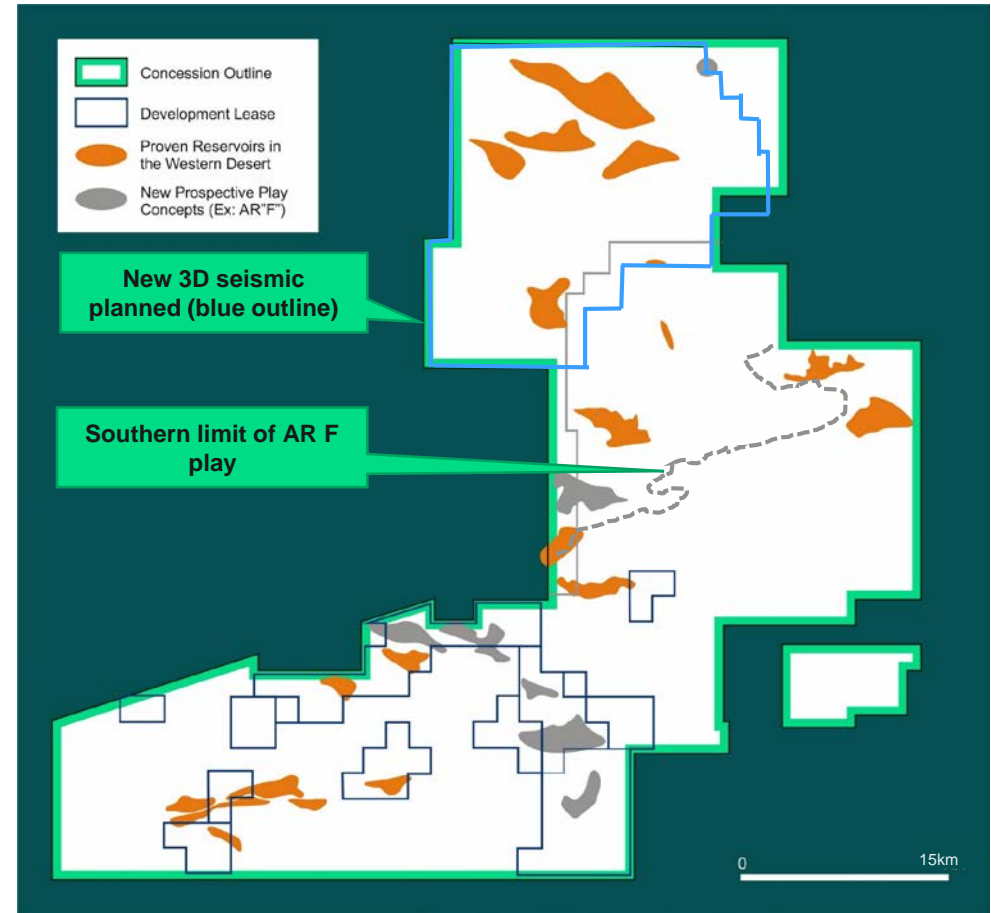 Concession Outline
Development Lease
Proven Reservoirs in
the Western Desert
New Prospective Play
Concepts (Ex: AR"F")
New 3D seismic
planned (blue outline)
Southern limit of AR F
play
0
15km